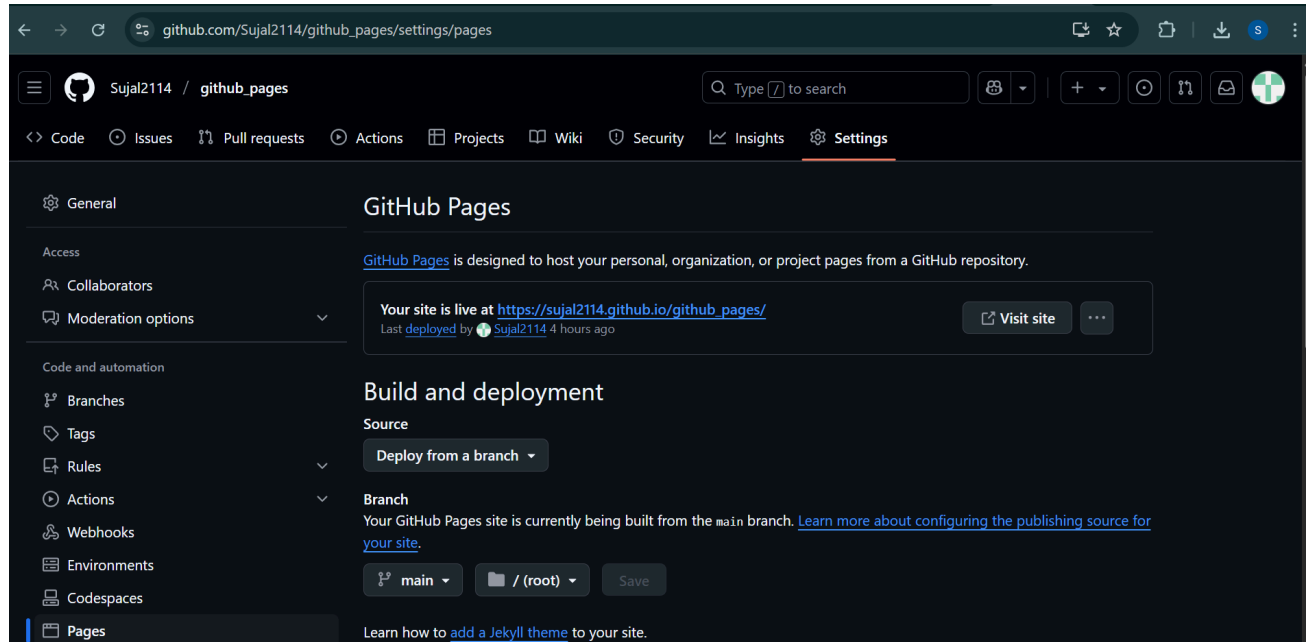 github.com/Sujal2114/github_pages/settings/pages
S
Sujal2114 / github_pages
Type / to search
Code Issues Pull requests Actions Projects Wiki Security Insights Settings
General
Access
Collaborators
Moderation options
Code and automation
Branches
Tags
Rules
Actions
Webhooks
Environments
Codespaces
Pages
GitHub Pages
GitHub Pages is designed to host your personal, organization, or project pages from a GitHub repository.
Your site is live at https://sujal2114.github.io/github_pages/
Last deployed by Sujal2114 4 hours ago
Visit site
Build and deployment
Source
Deploy from a branch
Branch
Your GitHub Pages site is currently being built from the main branch. Learn more about configuring the publishing source for
your site.
main / (root) Save
Learn how to add a Jekyll theme to your site.